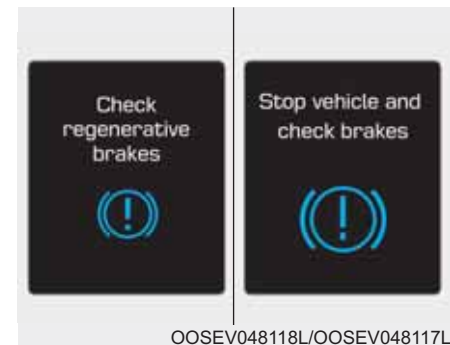 Check
regenerative
brakes
Stop vehicle and
check brakes
OOSEV048118L/OOSEV048117L